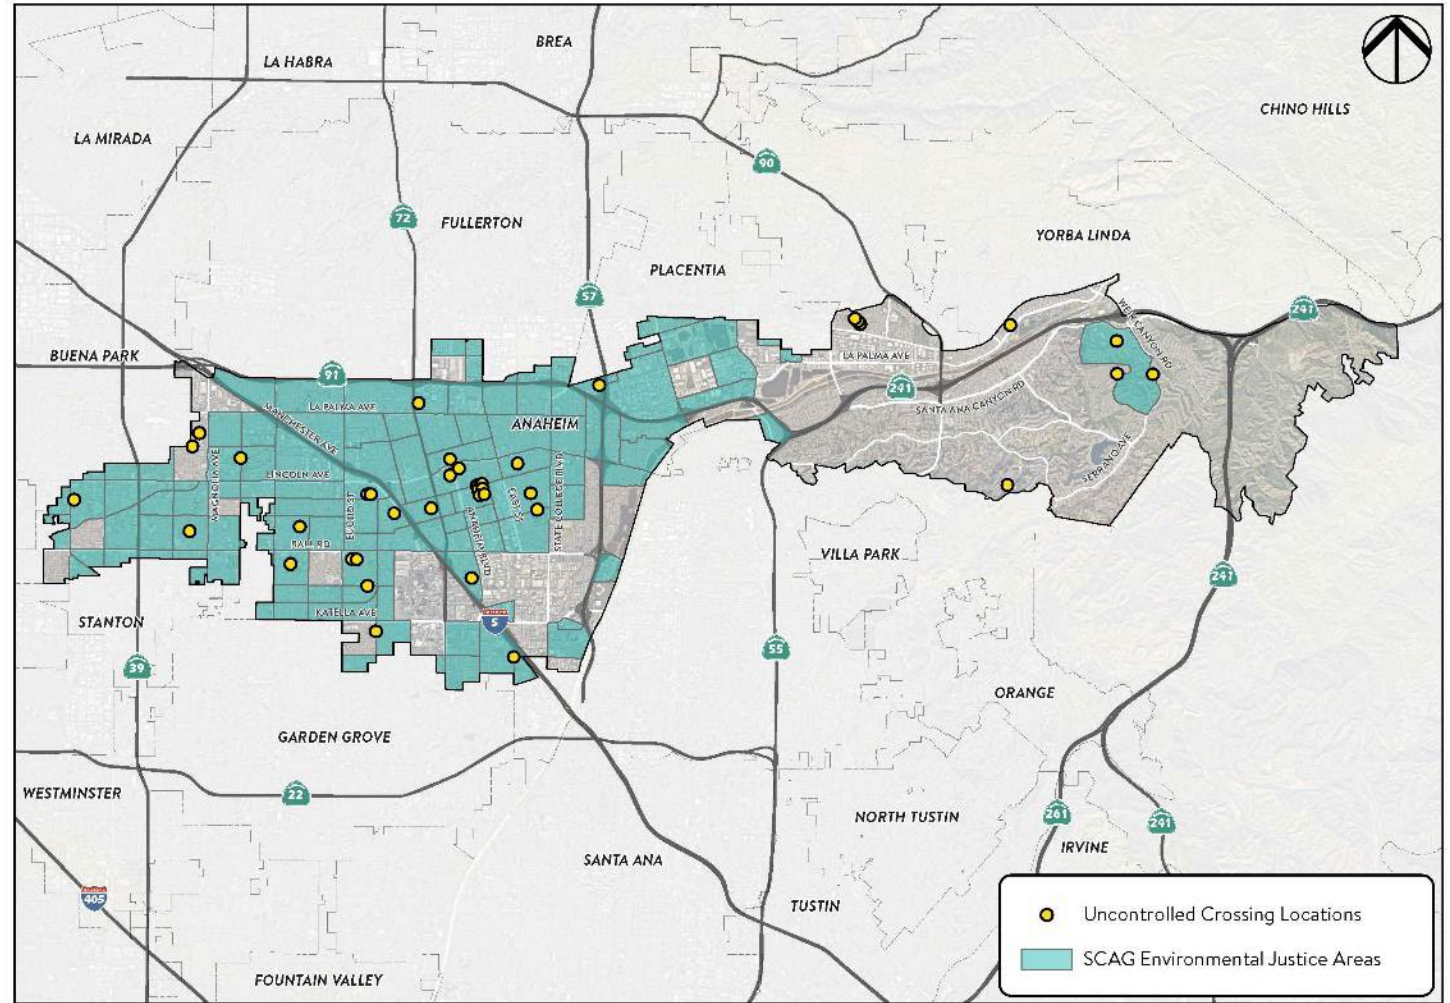 BREA
LA HABRA
CHINO HILLS
LA MIRADA
90
72
FULLERTON
YORBA LINDA
PLACENTIA
57
241
WEIR CANYON RD
BUENA PARK
LA PALMA AVE
91
241
SANTA ANA CANYON RD
LA PALMA AVE
MANCHESTER AVE
ANAHEIM
MAGNOLIA AVE
LINCOLN AVE
SERRANO AVE
EUCLID ST
EAST ST
STATE COLLEGE BLVD
ANAHEIM BLVD
BALL RD
VILLA PARK
241
KATELLA AVE
STANTON
5
55
39
ORANGE
GARDEN GROVE
WESTMINSTER
22
NORTH TUSTIN
261
241
IRVINE
SANTA ANA
405
TUSTIN
Uncontrolled Crossing Locations
SCAG Environmental Justice Areas
FOUNTAIN VALLEY